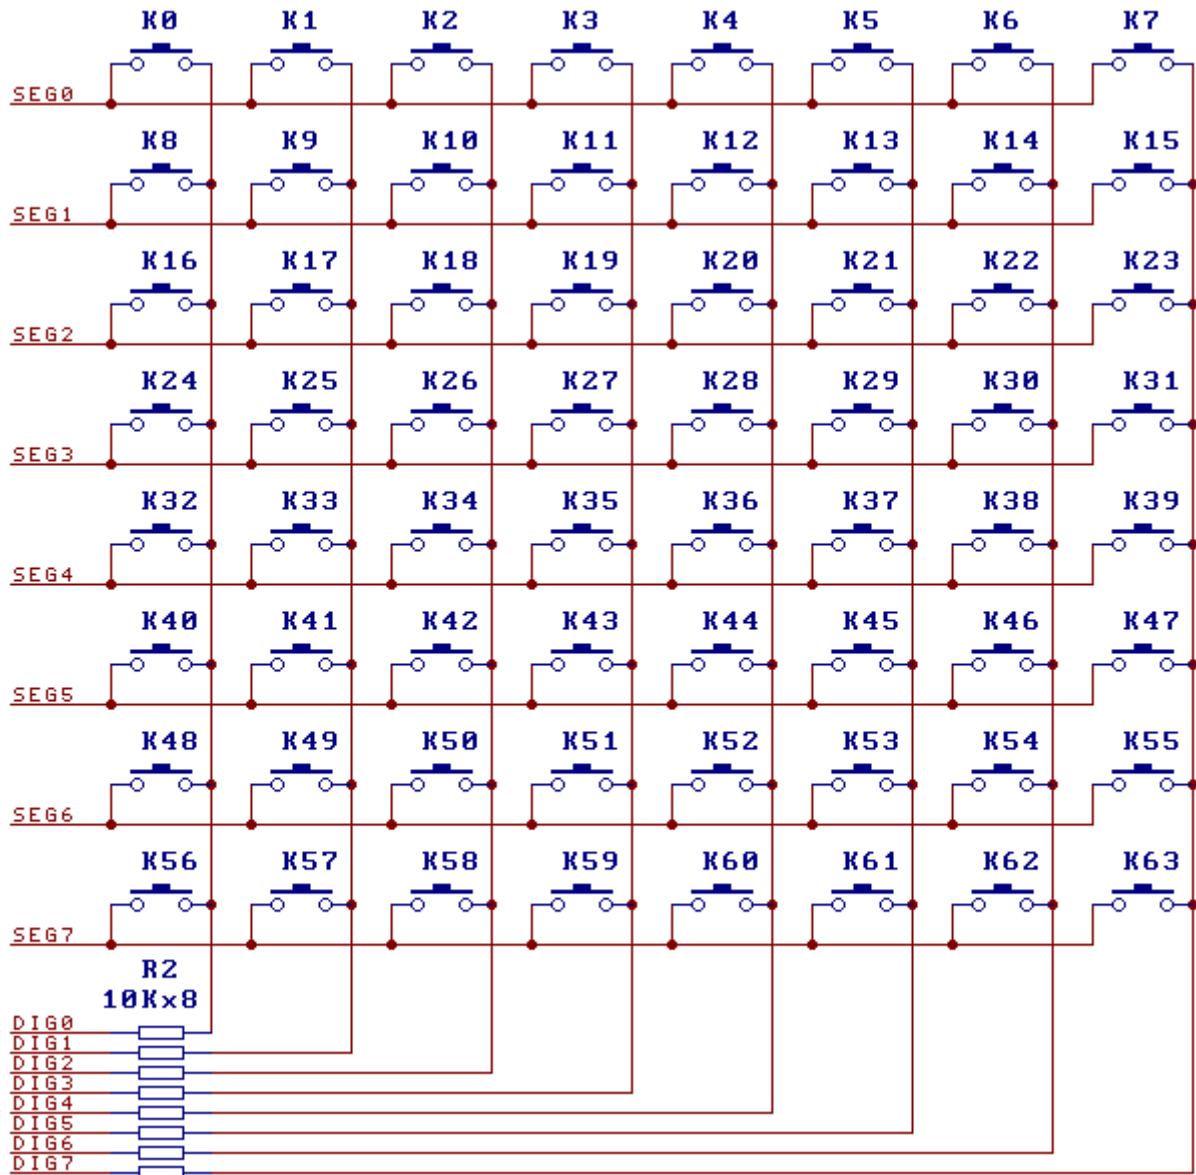 K0 K1 K2 K3 K4 K5 K6 K7
SEG0
K8 K9 K10 K11 K12 K13 K14 K15
SEG1
K16 K17 K18 K19 K20 K21 K22 K23
SEG2
K24 K25 K26 K27 K28 K29 K30 K31
SEG3
K32 K33 K34 K35 K36 K37 K38 K39
SEG4
K40 K41 K42 K43 K44 K45 K46 K47
SEG5
K48 K49 K50 K51 K52 K53 K54 K55
SEG6
K56 K57 K58 K59 K60 K61 K62 K63
SEG7
R2
10Kx8
DIG0
DIG1
DIG2
DIG3
DIG4
DIG5
DIG6
DIG7